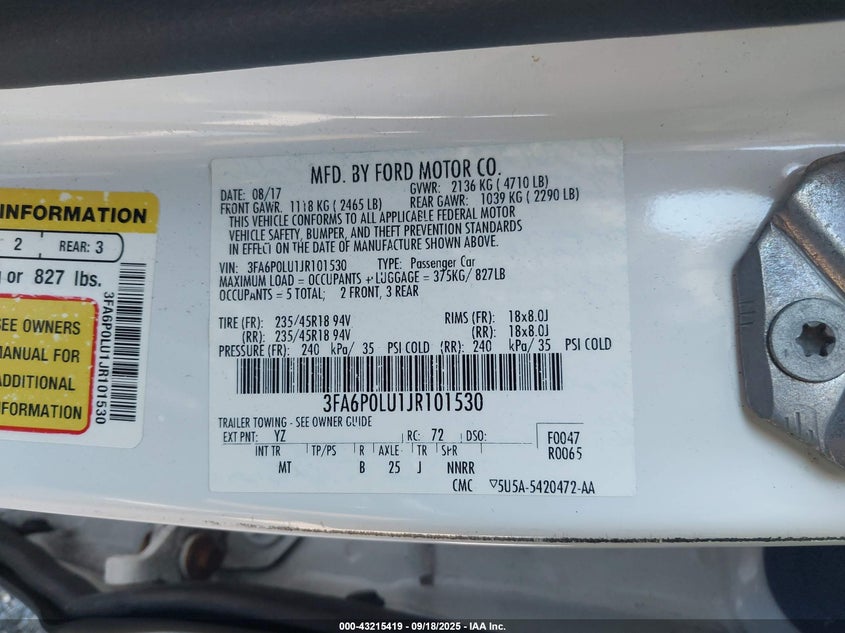 INFORMATION
2 REAR: 3
or 827 lbs.
SEE OWNERS
MANUAL FOR
ADDITIONAL
INFORMATION
3FA6P0LU1JR101530
MFD. BY FORD MOTOR CO.
DATE: 08/17 GVWR: 2136 KG ( 4710 LB)
FRONT GAWR: 1118 KG ( 2465 LB) REAR GAWR: 1039 KG ( 2290 LB)
THIS VEHICLE CONFORMS TO ALL APPLICABLE FEDERAL MOTOR
VEHICLE SAFETY, BUMPER, AND THEFT PREVENTION STANDARDS
IN EFFECT ON THE DATE OF MANUFACTURE SHOWN ABOVE.
VIN: 3FA6P0LU1JR101530 TYPE: Passenger Car
MAXIMUM LOAD = OCCUPANTS + LUGGAGE = 375KG/ 827LB
OCCUPANTS = 5 TOTAL; 2 FRONT, 3 REAR
TIRE (FR): 235/45R18 94V RIMS (FR): 18x8.0J
(RR): 235/45R18 94V (RR): 18x8.0J
PRESSURE (FR): 240 kPa/ 35 PSI COLD (RR): 240 kPa/ 35 PSI COLD
3FA6P0LU1JR101530
TRAILER TOWING - SEE OWNER GUIDE
EXT PNT: YZ RC: 72 DSO: F0047
R0065
INT TR TP/PS R AXLE TR SPR
MT B 25 J NNRR
CMC ▽5U5A-5420472-AA
000-43215419 - 09/18/2025 - IAA Inc.